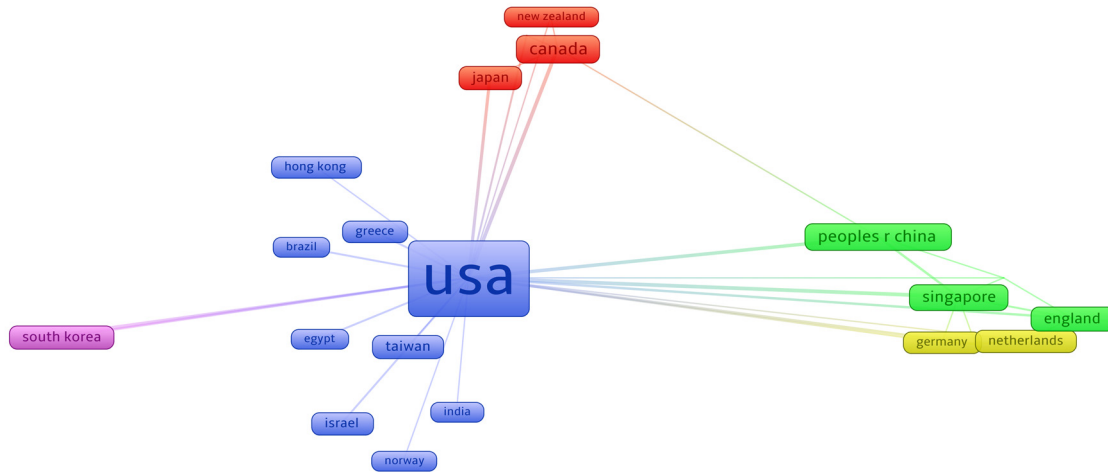 new zealand
canada
japan
hong kong
greece
peoples r china
brazil
usa
singapore
england
south korea
egypt
taiwan
germany
netherlands
india
israel
norway